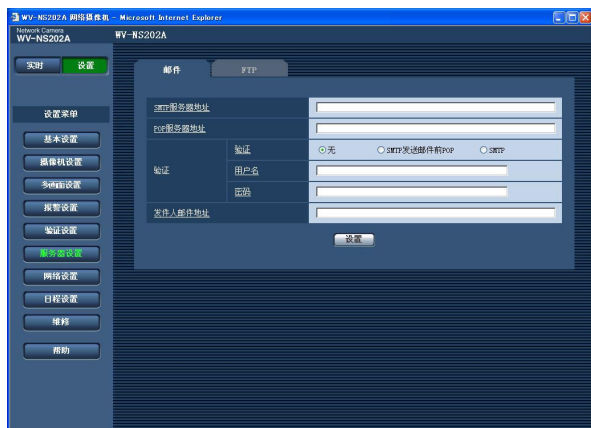 WV-NS202A 网络摄像机 - Microsoft Internet Explorer
Network Camera
WV-NS202A
WV-NS202A
实时
设置
邮件
FTP
设置菜单
基本设置
摄像机设置
多画面设置
报警设置
验证设置
服务器设置
网络设置
日程设置
维修
帮助
SMTP服务器地址
POP服务器地址
验证
验证
无
SMTP发送邮件前POP
SMTP
用户名
密码
发件人邮件地址
设置